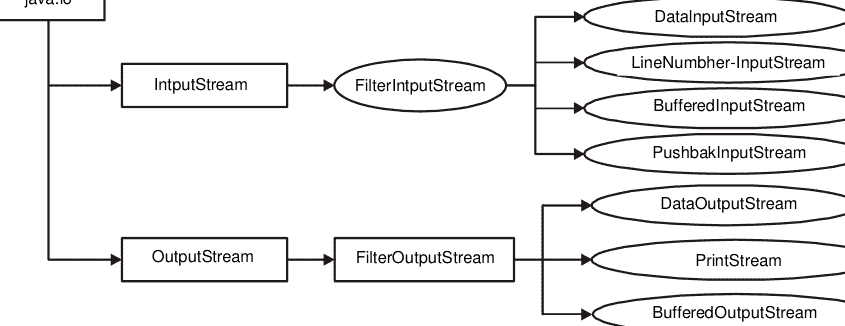 java.io
DataInputStream
LineNumbher-InputStream
IntputStream
FilterIntputStream
BufferedInputStream
PushbakInputStream
DataOutputStream
OutputStream
FilterOutputStream
PrintStream
BufferedOutputStream